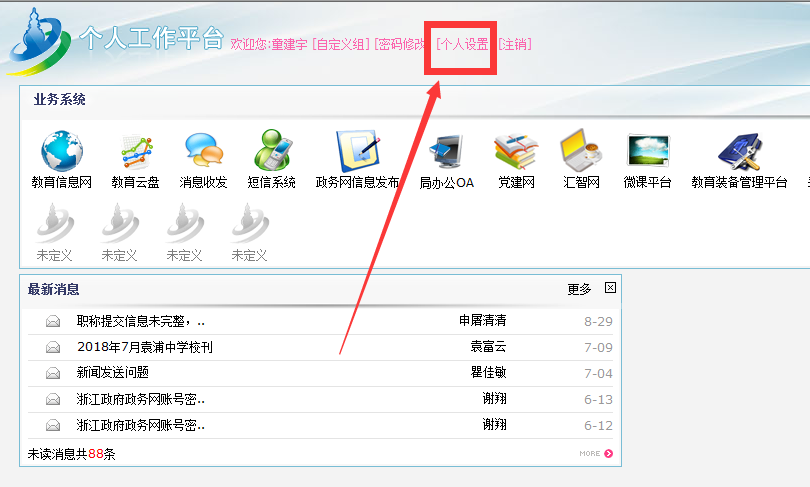 个人工作平台 欢迎您:童建宇 [自定义组] [密码修改] [个人设置] [注销]
业务系统
教育信息网 教育云盘 消息收发 短信系统 政务网信息发布 局办公OA 党建网 汇智网 微课平台 教育装备管理平台
未定义 未定义 未定义 未定义
最新消息 更多
职称提交信息未完整，.. 申屠清清 8-29
2018年7月袁浦中学校刊 袁富云 7-09
新闻发送问题 瞿佳敏 7-04
浙江政府政务网账号密.. 谢翔 6-13
浙江政府政务网账号密.. 谢翔 6-12
未读消息共88条 MORE